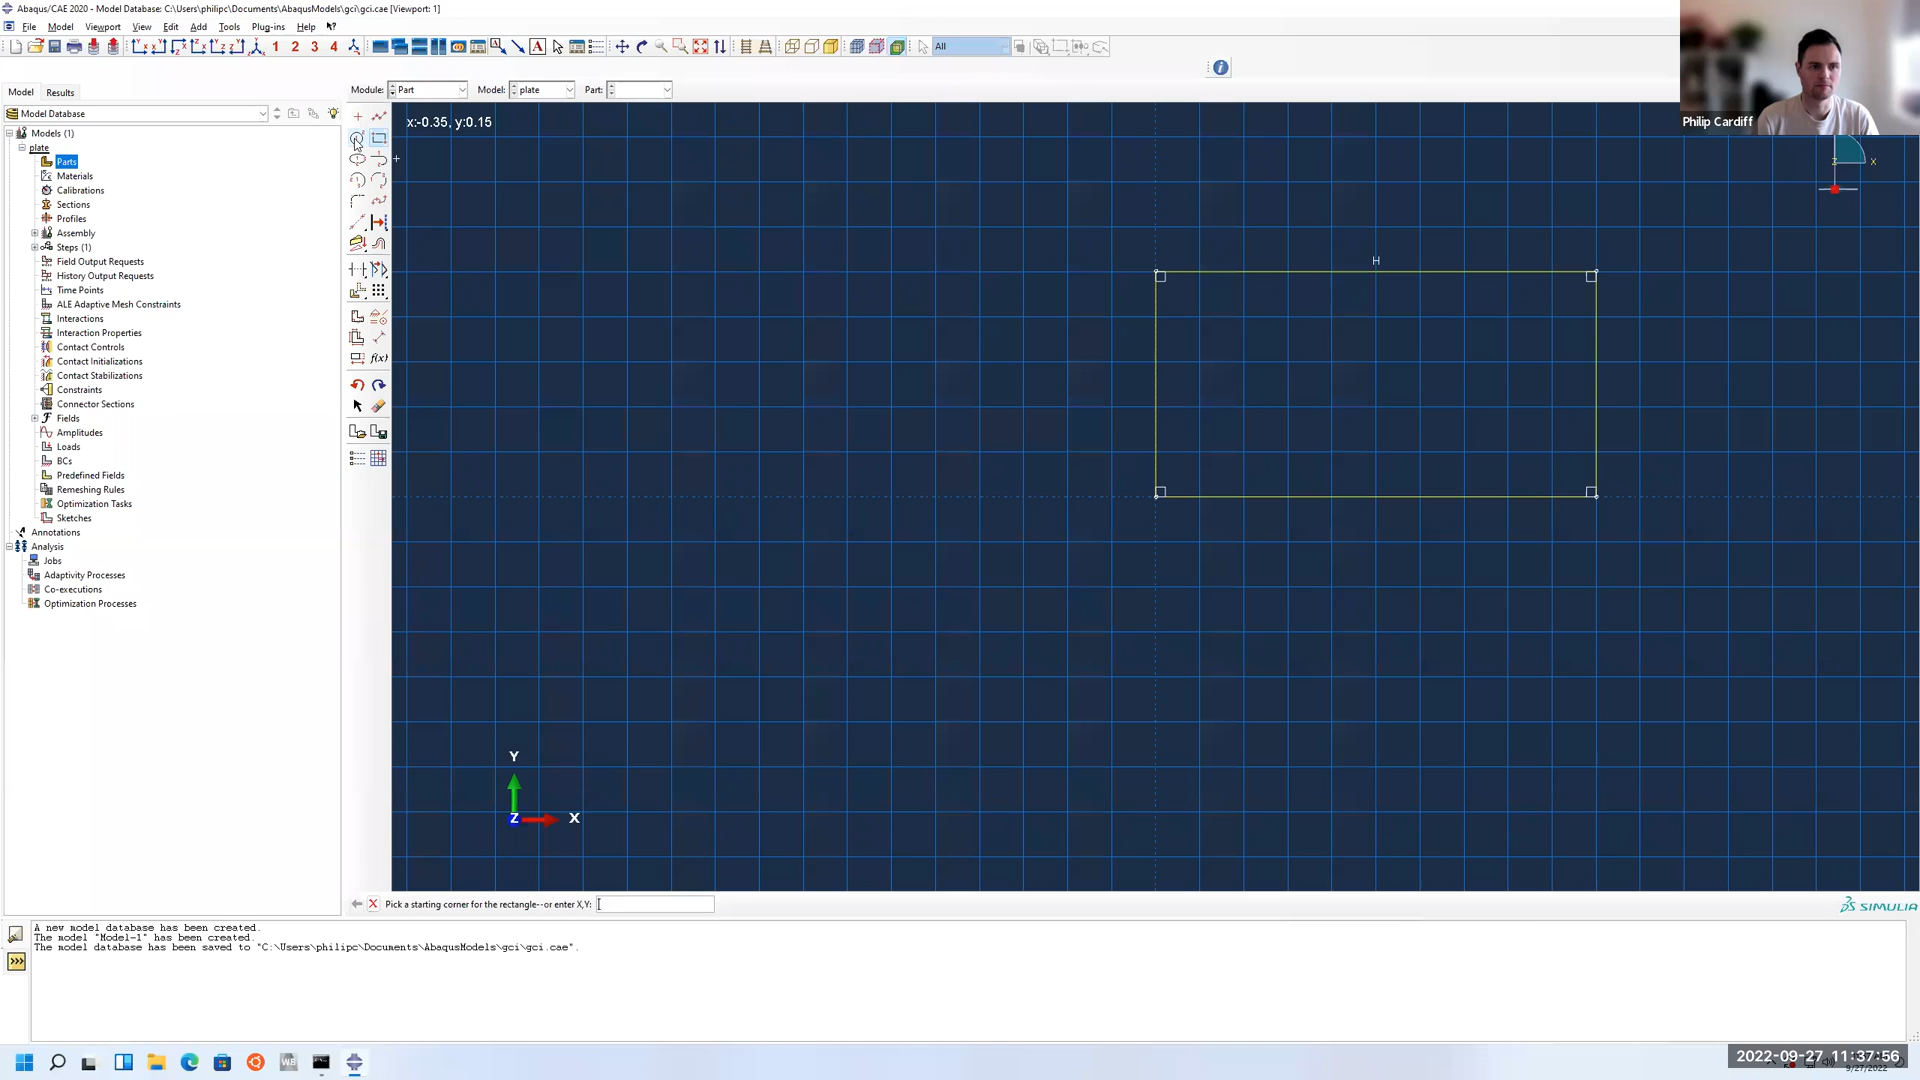 Abaqus/CAE 2020 - Model Database: C:\Users\philipc\Documents\AbaqusModels\gci\gci.cae [Viewport: 1]
File Model Viewport View Edit Add Tools Plug-ins Help
1 2 3 4 A All
Model Results
Module: Part Model: plate Part:
Model Database
Models (1)
plate
Parts
Materials
Calibrations
Sections
Profiles
Assembly
Steps (1)
Field Output Requests
History Output Requests
Time Points
ALE Adaptive Mesh Constraints
Interactions
Interaction Properties
Contact Controls
Contact Initializations
Contact Stabilizations
Constraints
Connector Sections
Fields
Amplitudes
Loads
BCs
Predefined Fields
Remeshing Rules
Optimization Tasks
Sketches
Annotations
Analysis
Jobs
Adaptivity Processes
Co-executions
Optimization Processes
f(x)
x:-0.35, y:0.15
H
Philip Cardiff
Z X
Y
Z X
Pick a starting corner for the rectangle--or enter X,Y:
SIMULIA
A new model database has been created.
The model "Model-1" has been created.
The model database has been saved to "C:\Users\philipc\Documents\AbaqusModels\gci\gci.cae".
2022-09-27 11:37:56
9/27/2022